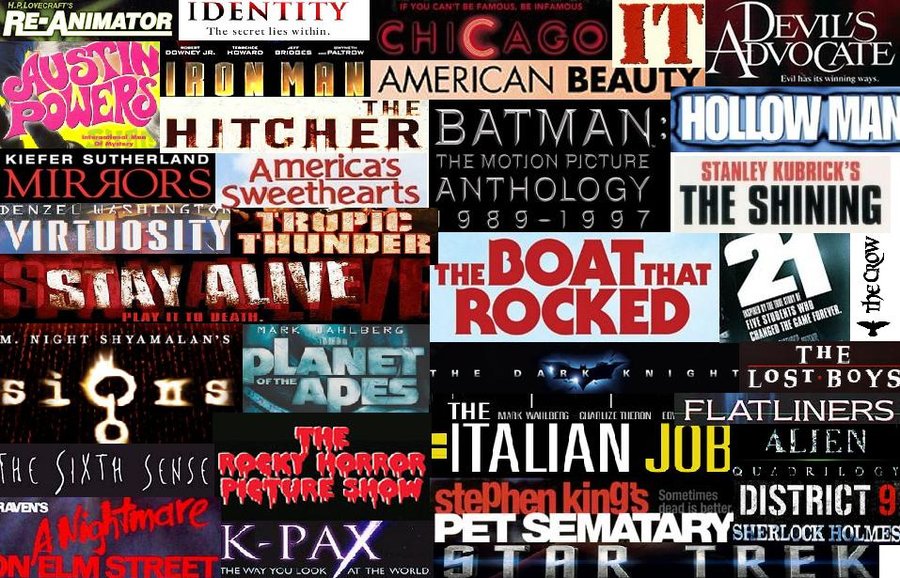 H.P. LOVECRAFT'S
RE-ANIMATOR
IDENTITY
The secret lies within.
IF YOU CAN'T BE FAMOUS, BE INFAMOUS
CHICAGO
IT
DEVIL'S
ADVOCATE
Evil has its winning ways.
AUSTIN
POWERS
International Man
Of Mystery
ROBERT DOWNEY JR. TERRENCE HOWARD JEFF BRIDGES AND GWYNETH PALTROW
IRON MAN
AMERICAN BEAUTY
THE
HITCHER
BATMAN:
THE MOTION PICTURE
ANTHOLOGY
1989-1997
HOLLOW MAN
KIEFER SUTHERLAND
MIRRORS
America's
Sweethearts
STANLEY KUBRICK'S
THE SHINING
DENZEL WASHINGTON
VIRTUOSITY
TROPIC
THUNDER
STAY ALIVE
PLAY IT TO DEATH.
THE BOAT THAT
ROCKED
21
INSPIRED BY THE TRUE STORY OF
FIVE STUDENTS WHO
CHANGED THE GAME FOREVER.
the CROW
M. NIGHT SHYAMALAN'S
signs
MARK WAHLBERG
PLANET
OF THE APES
THE DARK KNIGHT
THE
LOST BOYS
THE MARK WAHLBERG CHARLIZE THERON
ITALIAN JOB
FLATLINERS
ALIEN
QUADRILOGY
THE SIXTH SENSE
THE
ROCKY HORROR
PICTURE SHOW
stephen king's
Sometimes
dead is better
PET SEMATARY
DISTRICT 9
SHERLOCK HOLMES
RAVEN'S
A Nightmare
ON ELM STREET
K-PAX
THE WAY YOU LOOK AT THE WORLD
STAR TREK